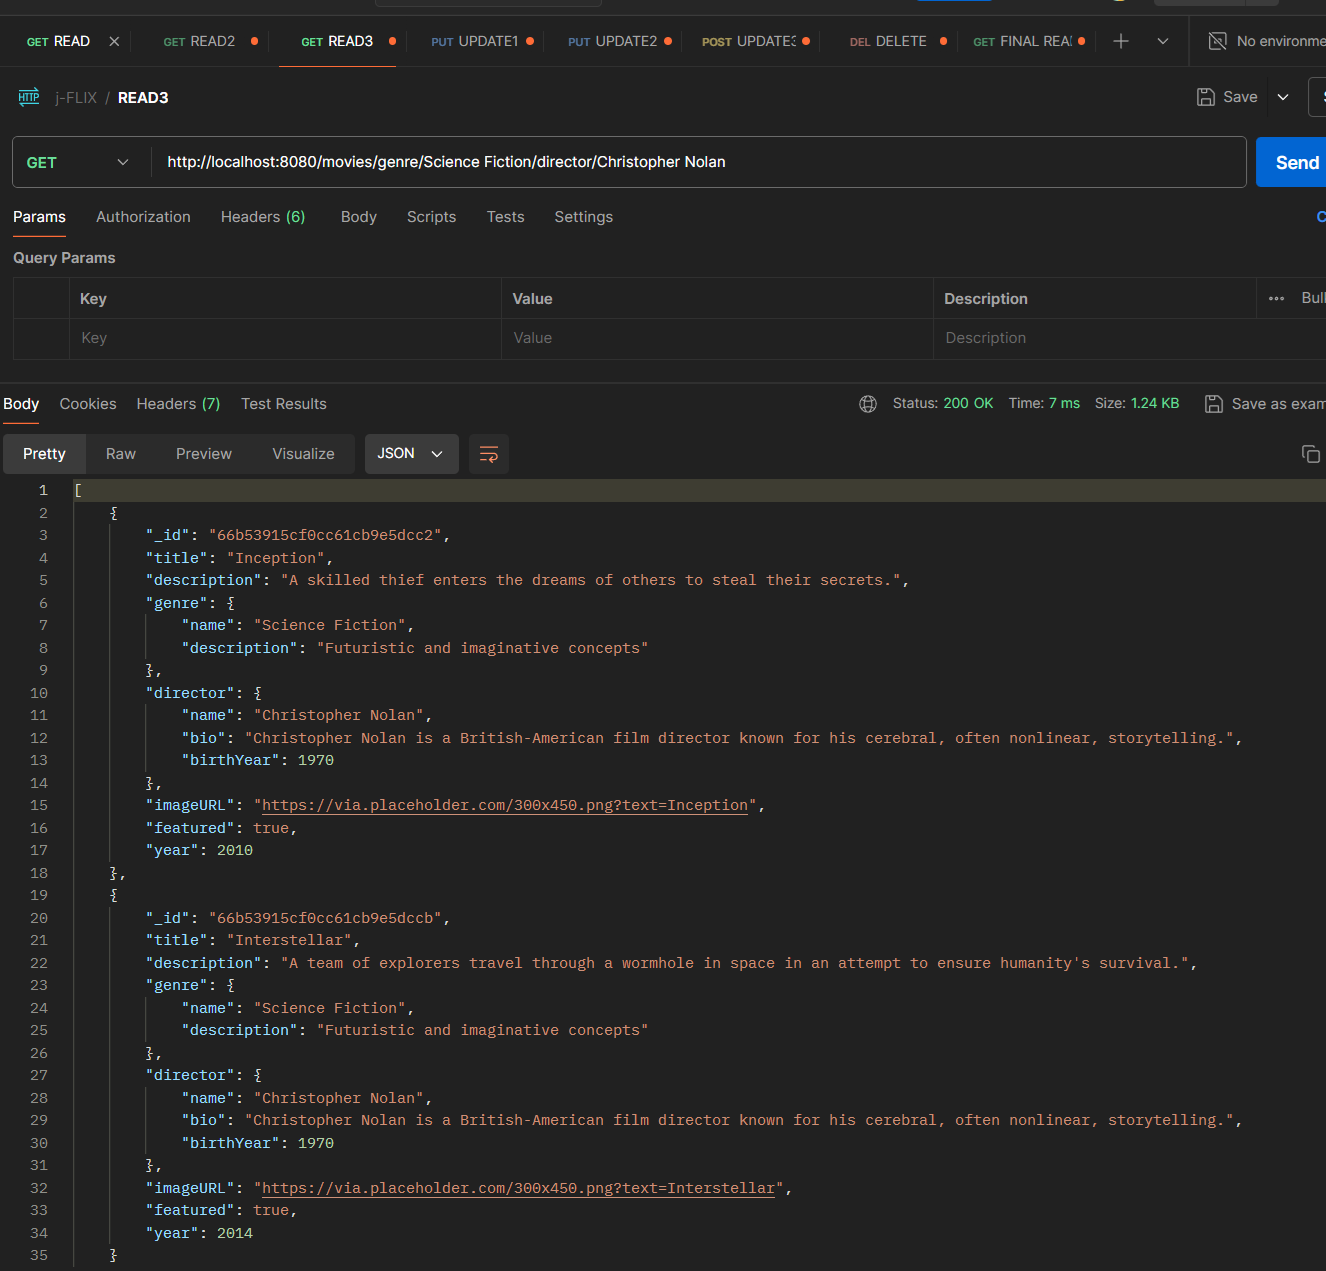 GET READ GET READ2 GET READ3 PUT UPDATE1 PUT UPDATE2 POST UPDATE3 DEL DELETE GET FINAL REA No environme
HTTP j-FLIX / READ3 Save
GET http://localhost:8080/movies/genre/Science Fiction/director/Christopher Nolan Send
Params Authorization Headers (6) Body Scripts Tests Settings
Query Params
Key Value Description Bul
Key Value Description
Body Cookies Headers (7) Test Results Status: 200 OK Time: 7 ms Size: 1.24 KB Save as exam
Pretty Raw Preview Visualize JSON
1 [
2 {
3 "_id": "66b53915cf0cc61cb9e5dcc2",
4 "title": "Inception",
5 "description": "A skilled thief enters the dreams of others to steal their secrets.",
6 "genre": {
7 "name": "Science Fiction",
8 "description": "Futuristic and imaginative concepts"
9 },
10 "director": {
11 "name": "Christopher Nolan",
12 "bio": "Christopher Nolan is a British-American film director known for his cerebral, often nonlinear, storytelling.",
13 "birthYear": 1970
14 },
15 "imageURL": "https://via.placeholder.com/300x450.png?text=Inception",
16 "featured": true,
17 "year": 2010
18 },
19 {
20 "_id": "66b53915cf0cc61cb9e5dccb",
21 "title": "Interstellar",
22 "description": "A team of explorers travel through a wormhole in space in an attempt to ensure humanity's survival.",
23 "genre": {
24 "name": "Science Fiction",
25 "description": "Futuristic and imaginative concepts"
26 },
27 "director": {
28 "name": "Christopher Nolan",
29 "bio": "Christopher Nolan is a British-American film director known for his cerebral, often nonlinear, storytelling.",
30 "birthYear": 1970
31 },
32 "imageURL": "https://via.placeholder.com/300x450.png?text=Interstellar",
33 "featured": true,
34 "year": 2014
35 }